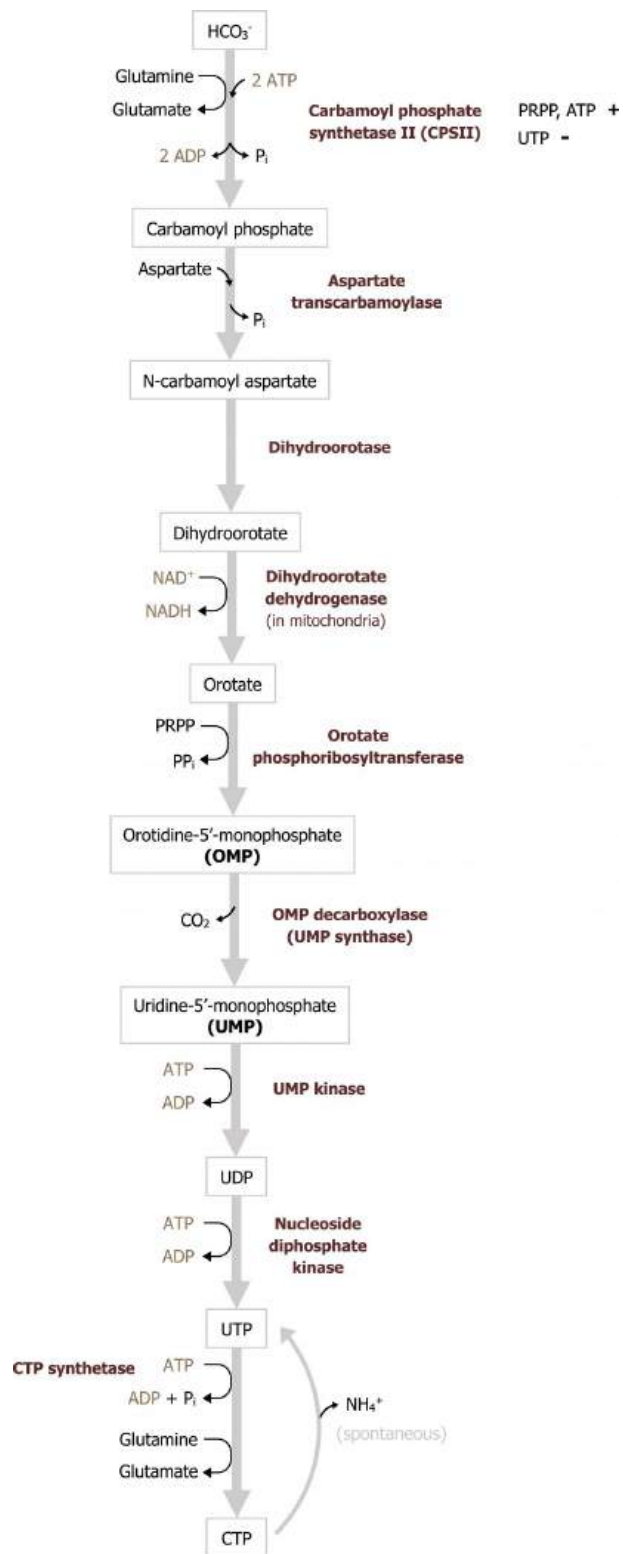 HCO₃⁻
Glutamine
2 ATP
Glutamate
Carbamoyl phosphate
synthetase II (CPSII)
PRPP, ATP +
UTP -
2 ADP
Pᵢ
Carbamoyl phosphate
Aspartate
Aspartate
transcarbamoylase
Pᵢ
N-carbamoyl aspartate
Dihydroorotase
Dihydroorotate
NAD⁺
NADH
Dihydroorotate
dehydrogenase
(in mitochondria)
Orotate
PRPP
PPᵢ
Orotate
phosphoribosyltransferase
Orotidine-5′-monophosphate
(OMP)
CO₂
OMP decarboxylase
(UMP synthase)
Uridine-5′-monophosphate
(UMP)
ATP
ADP
UMP kinase
UDP
ATP
ADP
Nucleoside
diphosphate
kinase
UTP
CTP synthetase
ATP
ADP + Pᵢ
NH₄⁺
(spontaneous)
Glutamine
Glutamate
CTP